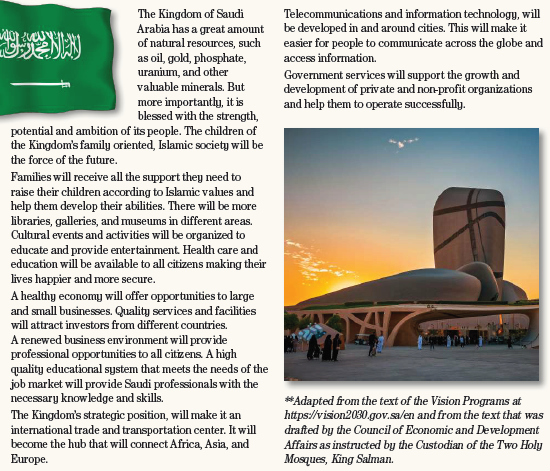 The Kingdom of Saudi
Arabia has a great amount
of natural resources, such
as oil, gold, phosphate,
uranium, and other
valuable minerals. But
more importantly, it is
blessed with the strength,
potential and ambition of its people. The children of
the Kingdom's family oriented, Islamic society will be
the force of the future.
Families will receive all the support they need to
raise their children according to Islamic values and
help them develop their abilities. There will be more
libraries, galleries, and museums in different areas.
Cultural events and activities will be organized to
educate and provide entertainment. Health care and
education will be available to all citizens making their
lives happier and more secure.
A healthy economy will offer opportunities to large
and small businesses. Quality services and facilities
will attract investors from different countries.
A renewed business environment will provide
professional opportunities to all citizens. A high
quality educational system that meets the needs of the
job market will provide Saudi professionals with the
necessary knowledge and skills.
The Kingdom's strategic position, will make it an
international trade and transportation center. It will
become the hub that will connect Africa, Asia, and
Europe.
Telecommunications and information technology, will
be developed in and around cities. This will make it
easier for people to communicate across the globe and
access information.
Government services will support the growth and
development of private and non-profit organizations
and help them to operate successfully.
**Adapted from the text of the Vision Programs at
https://vision2030.gov.sa/en and from the text that was
drafted by the Council of Economic and Development
Affairs as instructed by the Custodian of the Two Holy
Mosques, King Salman.